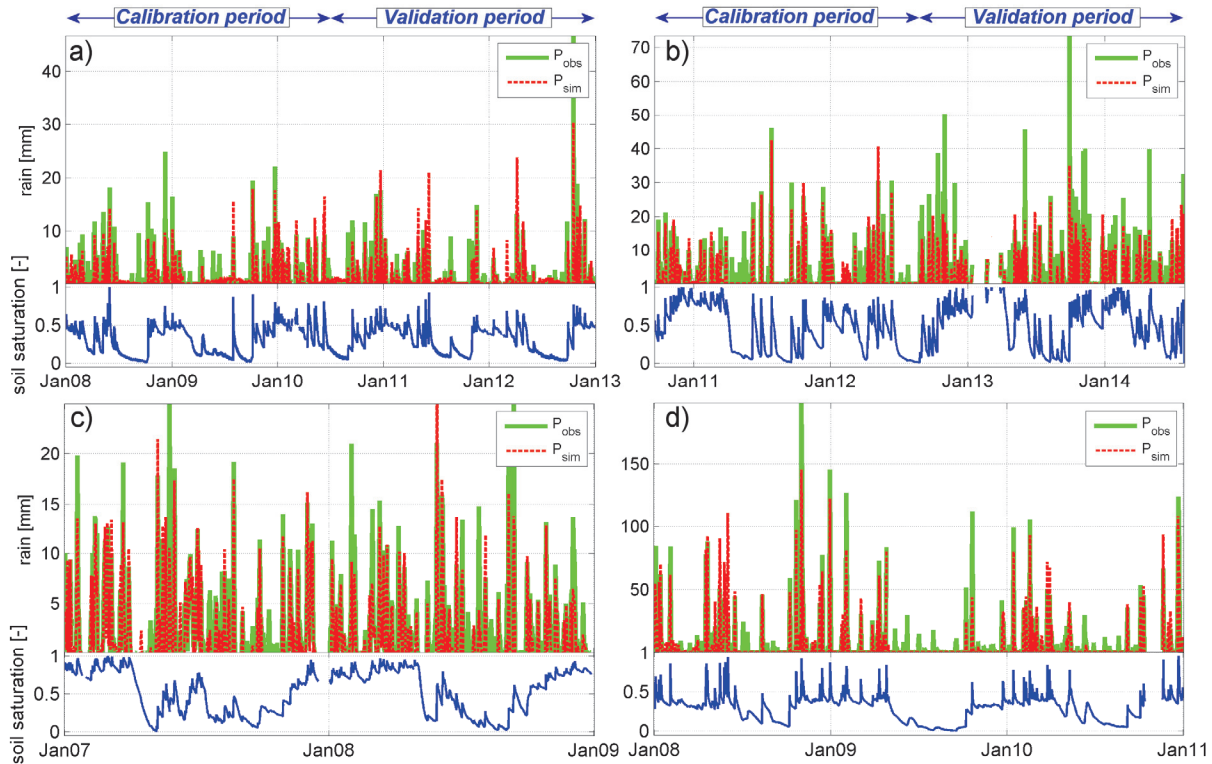 Calibration period Validation period Calibration period Validation period
a)
P_obs
P_sim
rain [mm]
40
30
20
10
soil saturation [-]
1
0.5
0
Jan08 Jan09 Jan10 Jan11 Jan12 Jan13
b)
P_obs
P_sim
70
60
50
40
30
20
10
1
0.5
0
Jan11 Jan12 Jan13 Jan14
c)
P_obs
P_sim
rain [mm]
20
15
10
5
soil saturation [-]
1
0.5
0
Jan07 Jan08 Jan09
d)
P_obs
P_sim
150
100
50
1
0.5
0
Jan08 Jan09 Jan10 Jan11